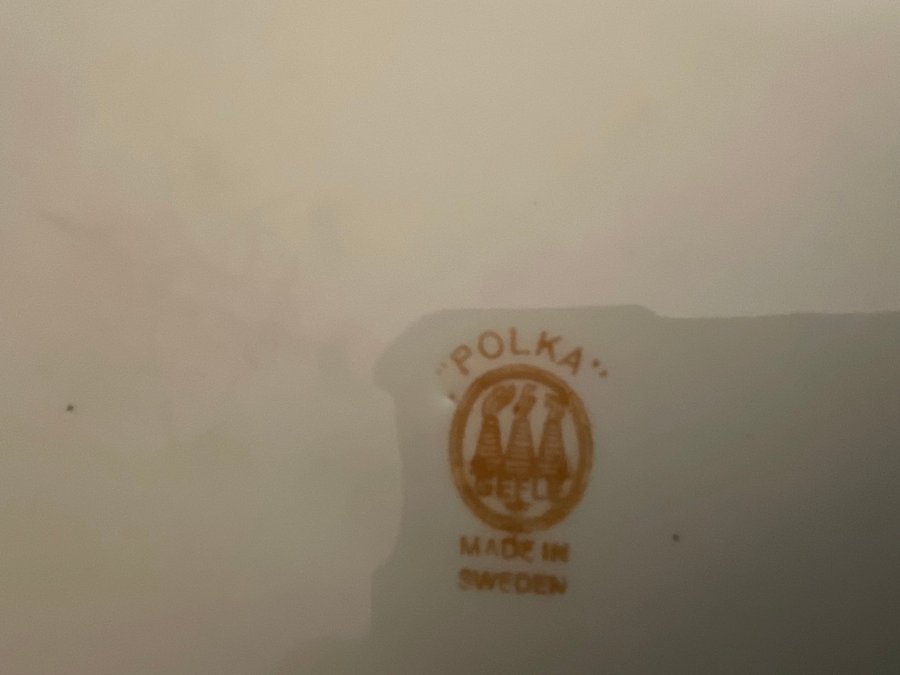 "POLKA"
GEFLE
MADE IN
SWEDEN